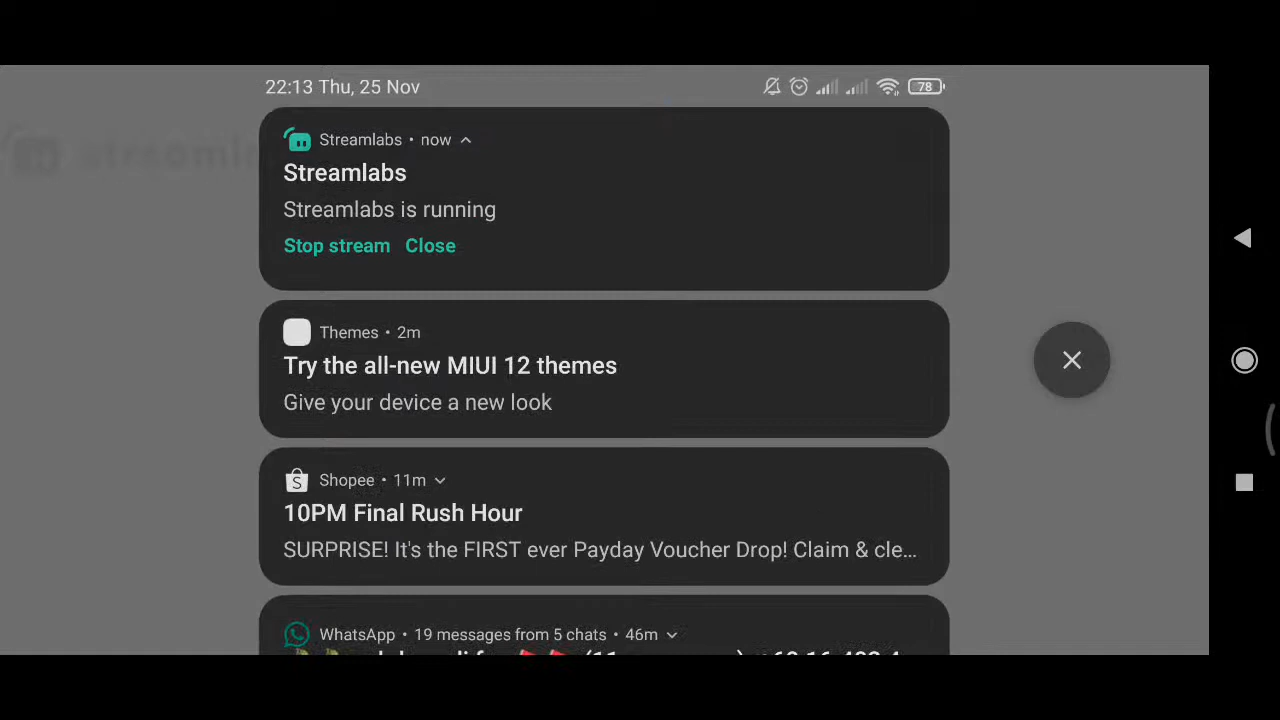 22:13 Thu, 25 Nov
78
Streamlabs • now
Streamlabs
Streamlabs is running
Stop stream Close
Themes • 2m
Try the all-new MIUI 12 themes
Give your device a new look
S Shopee • 11m
10PM Final Rush Hour
SURPRISE! It's the FIRST ever Payday Voucher Drop! Claim & cle...
WhatsApp • 19 messages from 5 chats • 46m